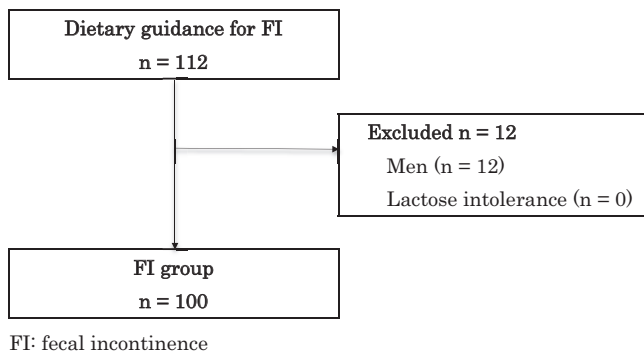 Dietary guidance for FI
n = 112
Excluded n = 12
Men (n = 12)
Lactose intolerance (n = 0)
FI group
n = 100
FI: fecal incontinence